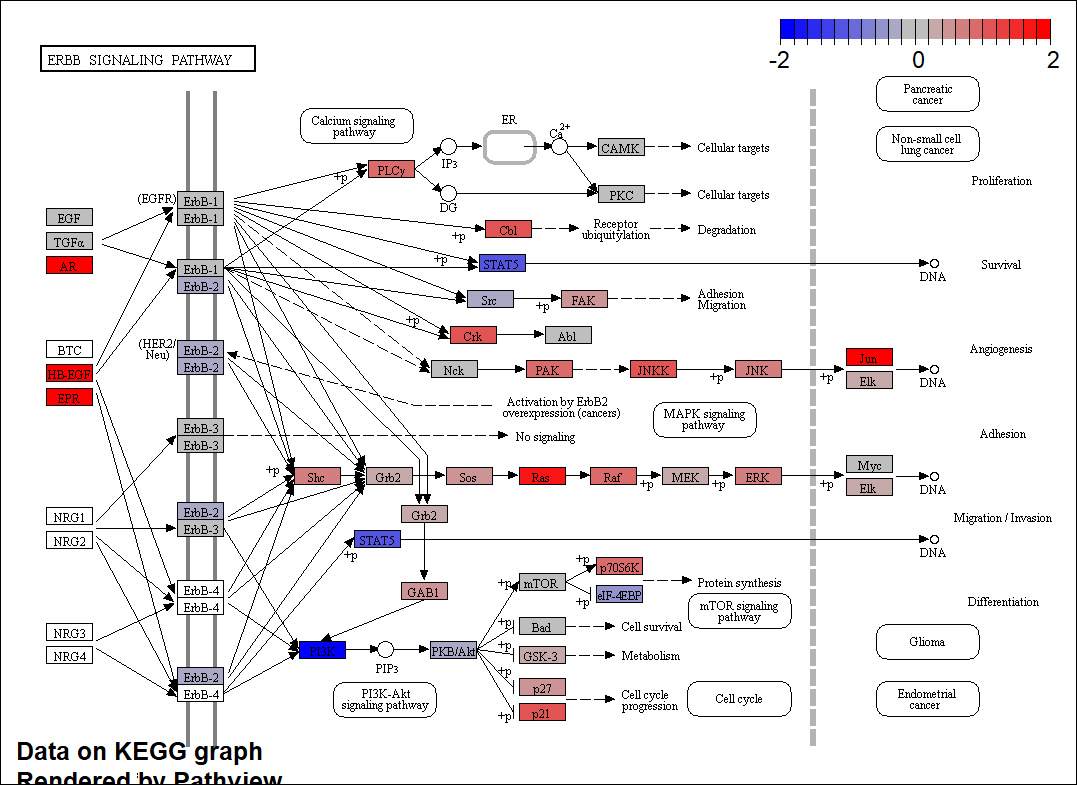 -2 0 2
ERBB SIGNALING PATHWAY
Pancreatic
cancer
Calcium signaling
pathway
ER
Ca2+
Non-small cell
lung cancer
IP3
CAMK
Cellular targets
+p
PLCγ
Proliferation
DG
PKC
Cellular targets
(EGFR)
ErbB-1
ErbB-1
EGF
TGFα
AR
Cbl
+p
Receptor
ubiquitylation
Degradation
ErbB-1
ErbB-2
+p
STAT5
DNA
Survival
Src
+p
FAK
Adhesion
Migration
+p
Crk
Abl
BTC
HB-EGF
EPR
(HER2/
Neu)
ErbB-2
ErbB-2
Nck
PAK
JNKK
+p
JNK
+p
Jun
Elk
DNA
Angiogenesis
Activation by ErbB2
overexpression (cancers)
MAPK signaling
pathway
ErbB-3
ErbB-3
No signaling
Adhesion
+p
Shc
Grb2
Sos
Ras
Raf
+p
MEK
+p
ERK
+p
Myc
Elk
DNA
NRG1
NRG2
ErbB-2
ErbB-3
Grb2
Migration / Invasion
STAT5
+p
DNA
ErbB-4
ErbB-4
GAB1
+p
mTOR
+p
p70S6K
+p
eIF-4EBP
Protein synthesis
mTOR signaling
pathway
Differentiation
NRG3
NRG4
+p
Bad
Cell survival
Glioma
PI3K
PIP3
PKB/Akt
+p
GSK-3
Metabolism
ErbB-2
ErbB-4
PI3K-Akt
signaling pathway
+p
p27
+p
p21
Cell cycle
progression
Cell cycle
Endometrial
cancer
Data on KEGG graph
Rendered by Pathview